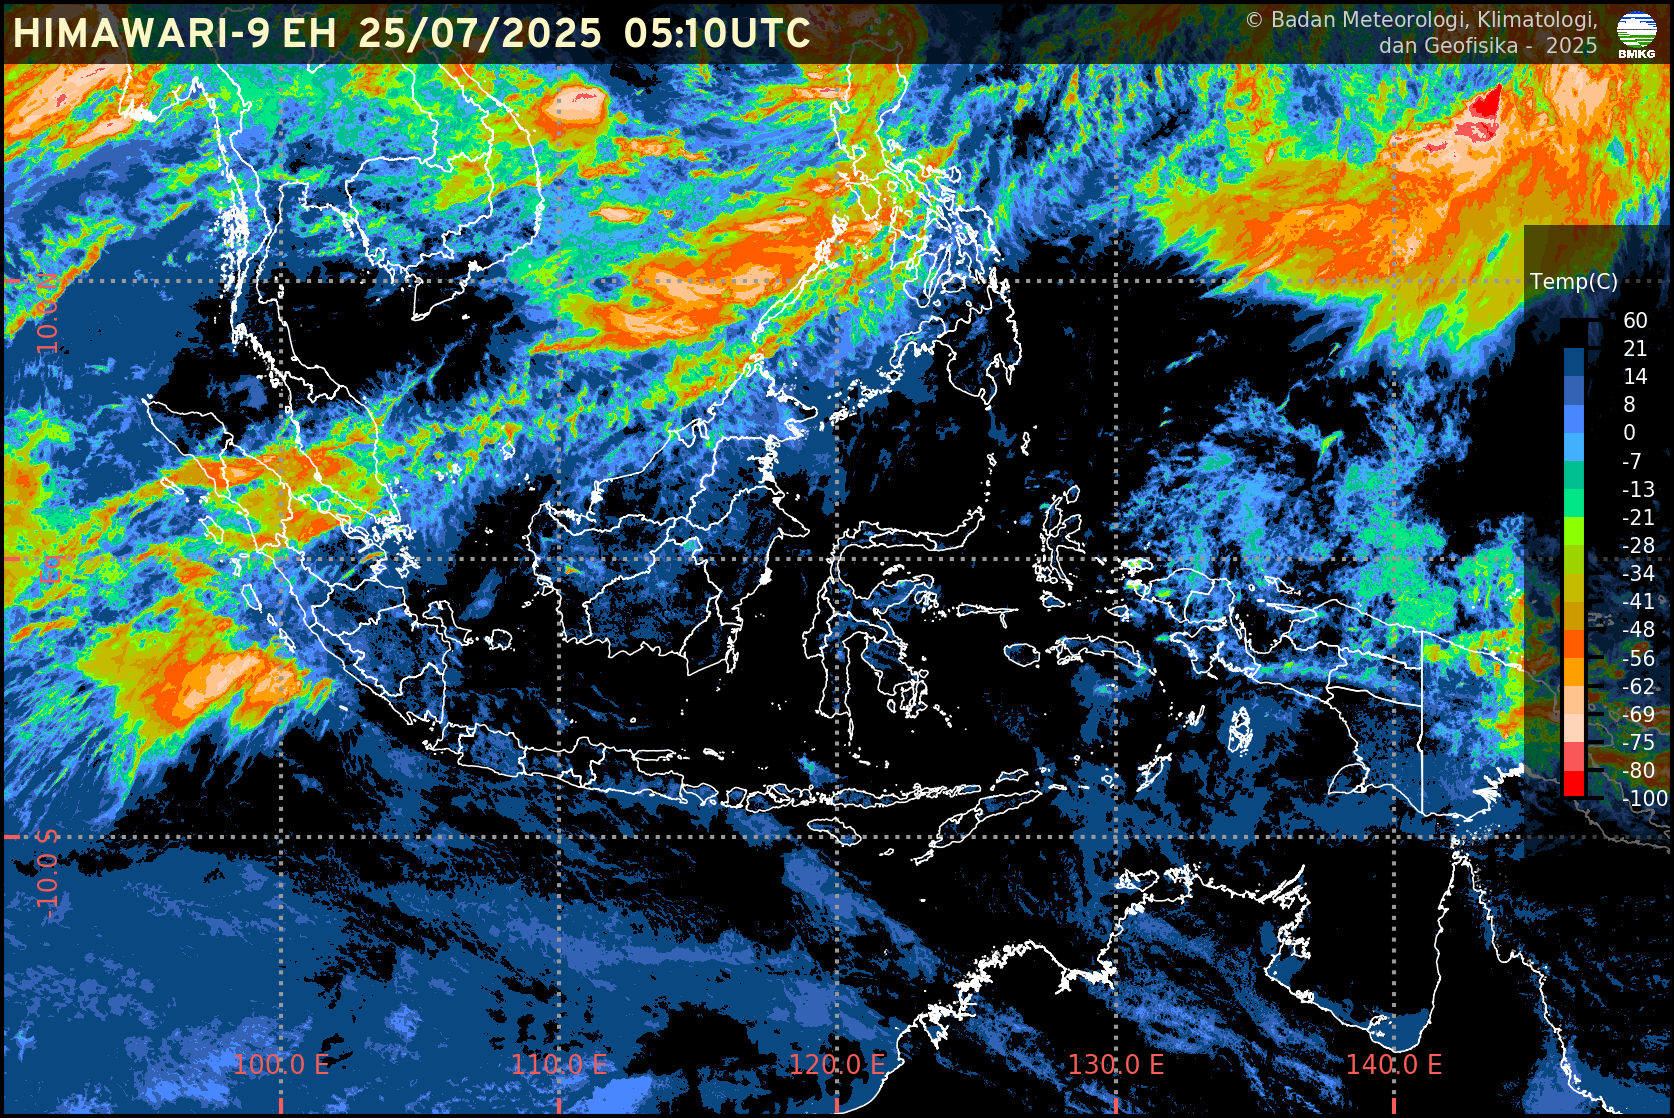 HIMAWARI-9 EH 25/07/2025 05:10UTC
© Badan Meteorologi, Klimatologi,
dan Geofisika - 2025
BMKG
Temp(C)
60
21
14
8
0
-7
-13
-21
-28
-34
-41
-48
-56
-62
-69
-75
-80
-100
10.0 N
Eq
-10.0 S
100.0 E
110.0 E
120.0 E
130.0 E
140.0 E